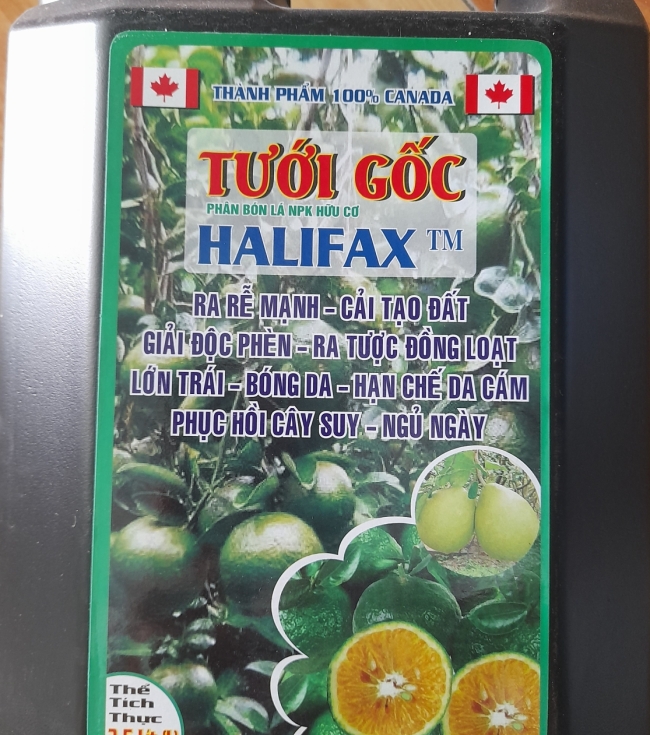 THÀNH PHẨM 100% CANADA
TƯỚI GỐC
PHÂN BÓN LÁ NPK HỮU CƠ
HALIFAX TM
RA RỄ MẠNH - CẢI TẠO ĐẤT
GIẢI ĐỘC PHÈN - RA TƯỢC ĐỒNG LOẠT
LỚN TRÁI - BÓNG DA - HẠN CHẾ DA CÁM
PHỤC HỒI CÂY SUY - NGỦ NGÀY
Thể
Tích
Thực